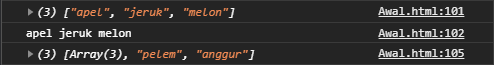 ▶ (3) ["apel", "jeruk", "melon"] Awal.html:101
apel jeruk melon Awal.html:102
▶ (3) [Array(3), "pelem", "anggur"] Awal.html:105